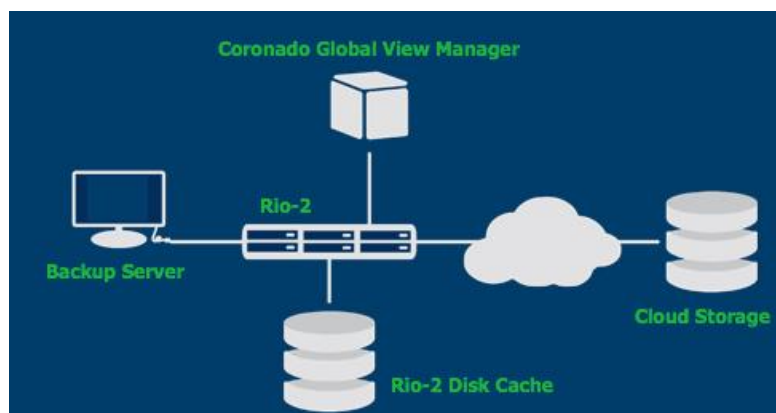 Coronado Global View Manager
Rio-2
Backup Server
Cloud Storage
Rio-2 Disk Cache